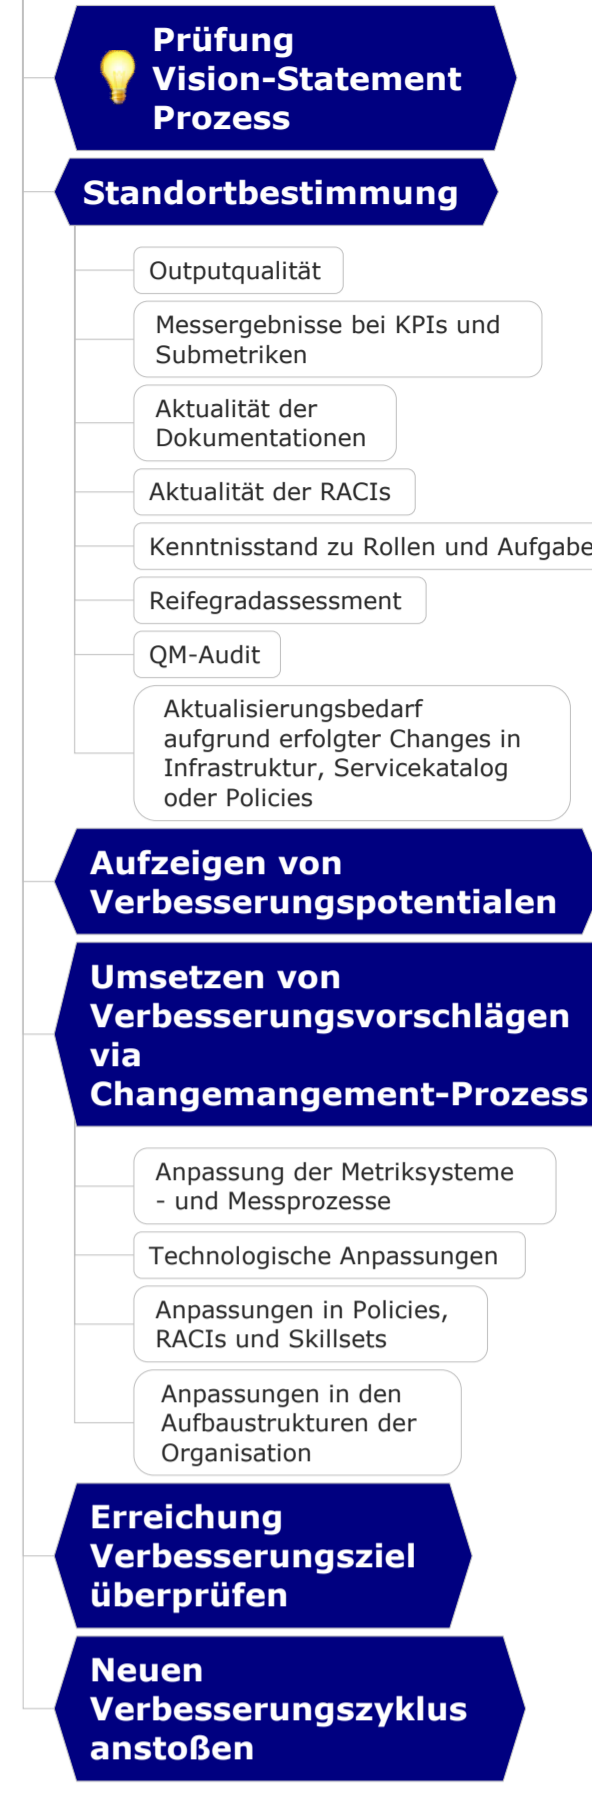 Prüfung
Vision-Statement
Prozess
Standortbestimmung
Outputqualität
Messergebnisse bei KPIs und
Submetriken
Aktualität der
Dokumentationen
Aktualität der RACIs
Kenntnisstand zu Rollen und Aufgabe
Reifegradassessment
QM-Audit
Aktualisierungsbedarf
aufgrund erfolgter Changes in
Infrastruktur, Servicekatalog
oder Policies
Aufzeigen von
Verbesserungspotentialen
Umsetzen von
Verbesserungsvorschlägen
via
Changemangement-Prozess
Anpassung der Metriksysteme
- und Messprozesse
Technologische Anpassungen
Anpassungen in Policies,
RACIs und Skillsets
Anpassungen in den
Aufbaustrukturen der
Organisation
Erreichung
Verbesserungsziel
überprüfen
Neuen
Verbesserungszyklus
anstoßen